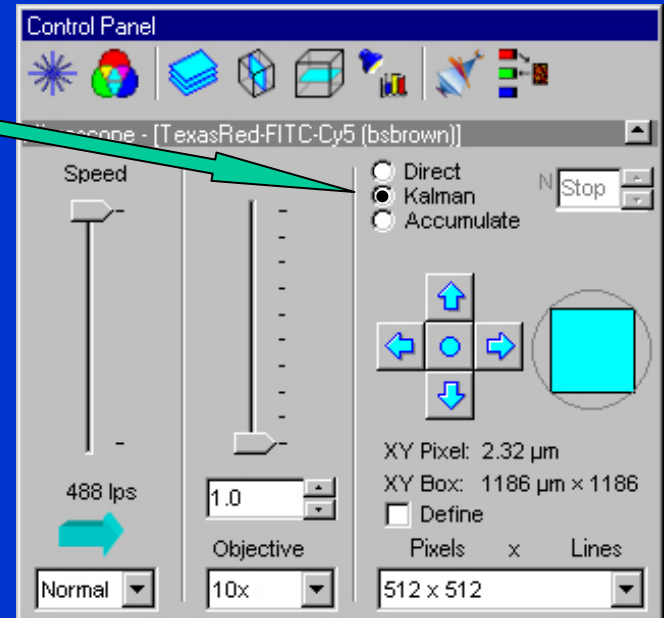 Control Panel
- [TexasRed-FITC-Cy5 (bsbrown)]
Speed
Direct
Kalman
Accumulate
N Stop
XY Pixel: 2.32 µm
XY Box: 1186 µm × 1186
Define
488 lps
1.0
Objective
Pixels x Lines
Normal
10x
512 x 512